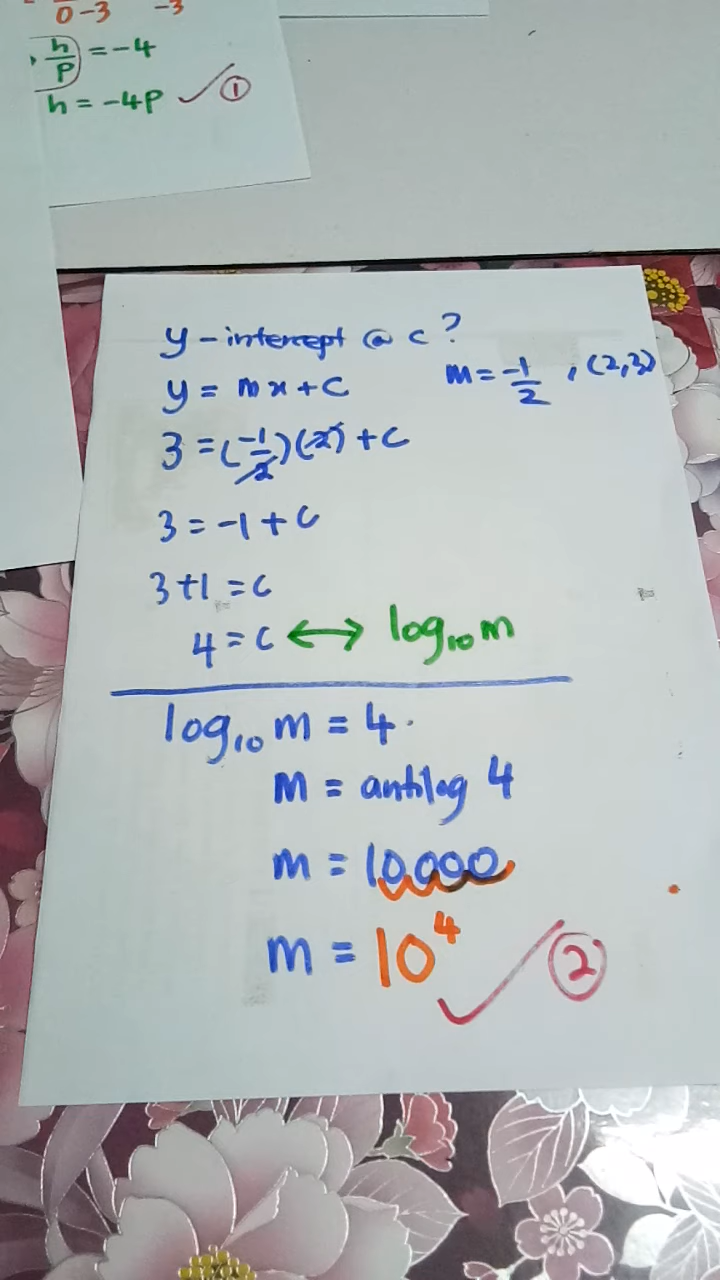 0-3 -3
h/p = -4
h = -4p ✓ ①
y-intercept @ c?
y = mx + c m = -1/2 , (2,3)
3 = (-1/2)(2) + c
3 = -1 + c
3+1 = c
4 = c ↔ log₁₀ m
log₁₀ m = 4.
m = antilog 4
m = 10,000
m = 10⁴ ✓ ②